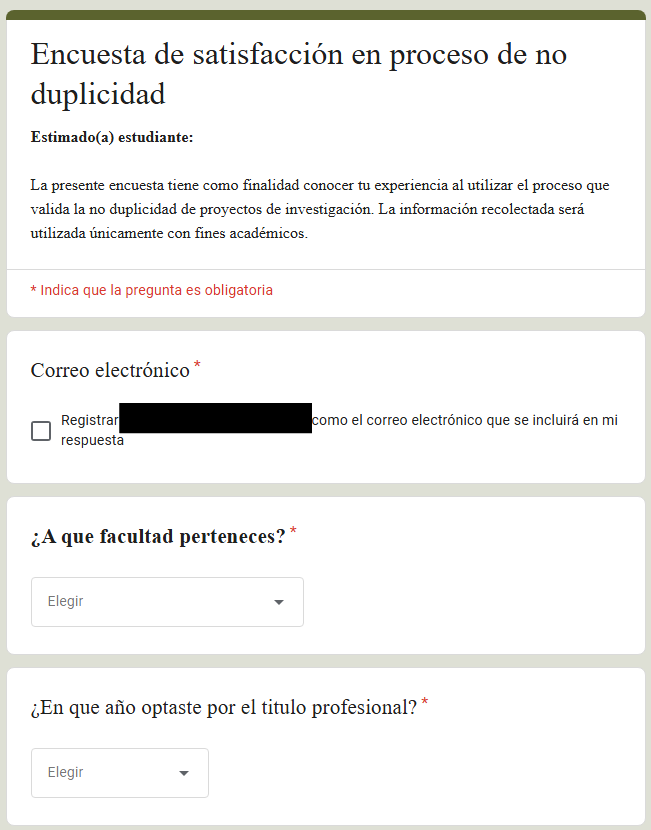 Encuesta de satisfacción en proceso de no
duplicidad
Estimado(a) estudiante:
La presente encuesta tiene como finalidad conocer tu experiencia al utilizar el proceso que
valida la no duplicidad de proyectos de investigación. La información recolectada será
utilizada únicamente con fines académicos.
* Indica que la pregunta es obligatoria
Correo electrónico *
Registrar como el correo electrónico que se incluirá en mi
respuesta
¿A que facultad perteneces? *
Elegir
¿En que año optaste por el titulo profesional? *
Elegir